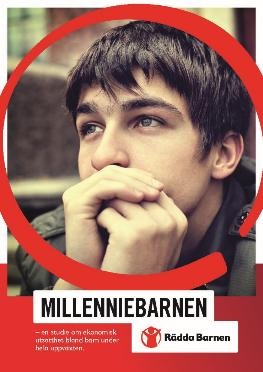 MILLENNIEBARNEN
– en studie om ekonomisk
utsatthet bland barn under
hela uppväxten.
Rädda Barnen